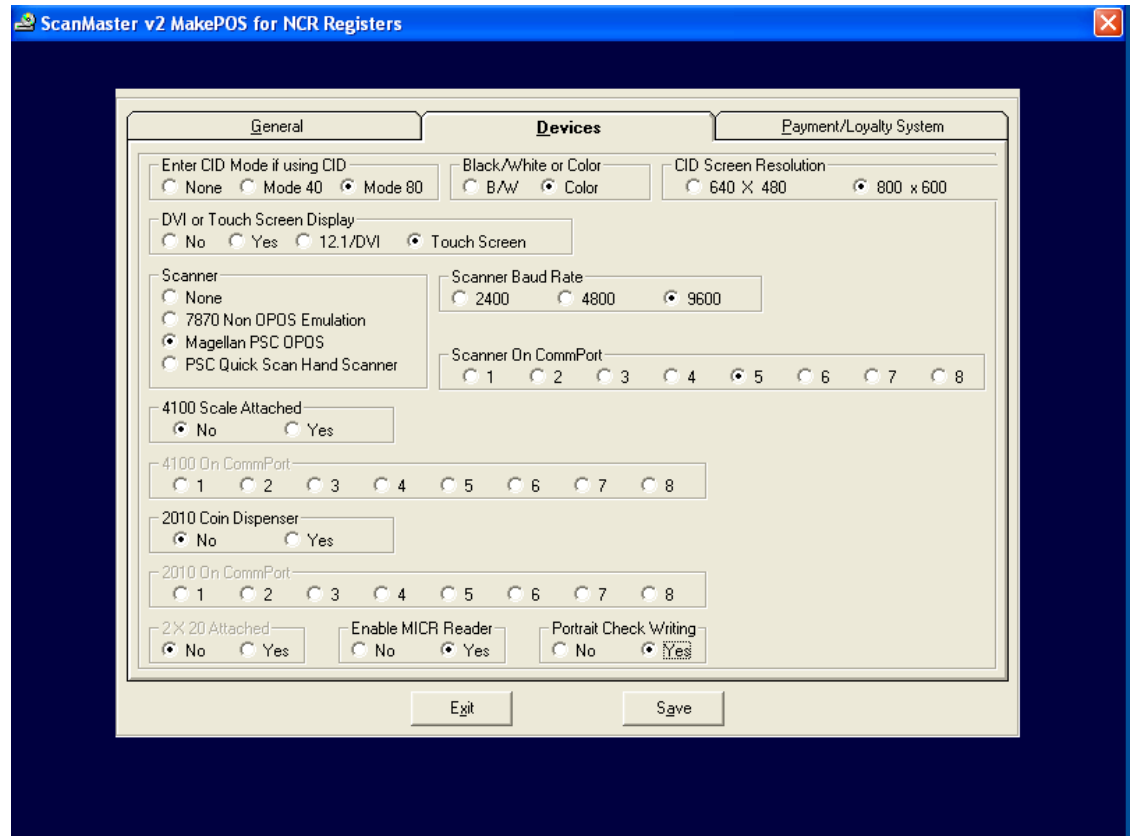 ScanMaster v2 MakePOS for NCR Registers
General Devices Payment/Loyalty System
Enter CID Mode if using CID Black/White or Color CID Screen Resolution
None Mode 40 Mode 80 B/W Color 640 X 480 800 x 600
DVI or Touch Screen Display
No Yes 12.1/DVI Touch Screen
Scanner Scanner Baud Rate
None 2400 4800 9600
7870 Non OPOS Emulation
Magellan PSC OPOS
PSC Quick Scan Hand Scanner
Scanner On CommPort
1 2 3 4 5 6 7 8
4100 Scale Attached
No Yes
4100 On CommPort
1 2 3 4 5 6 7 8
2010 Coin Dispenser
No Yes
2010 On CommPort
1 2 3 4 5 6 7 8
2 X 20 Attached Enable MICR Reader Portrait Check Writing
No Yes No Yes No Yes
Exit Save